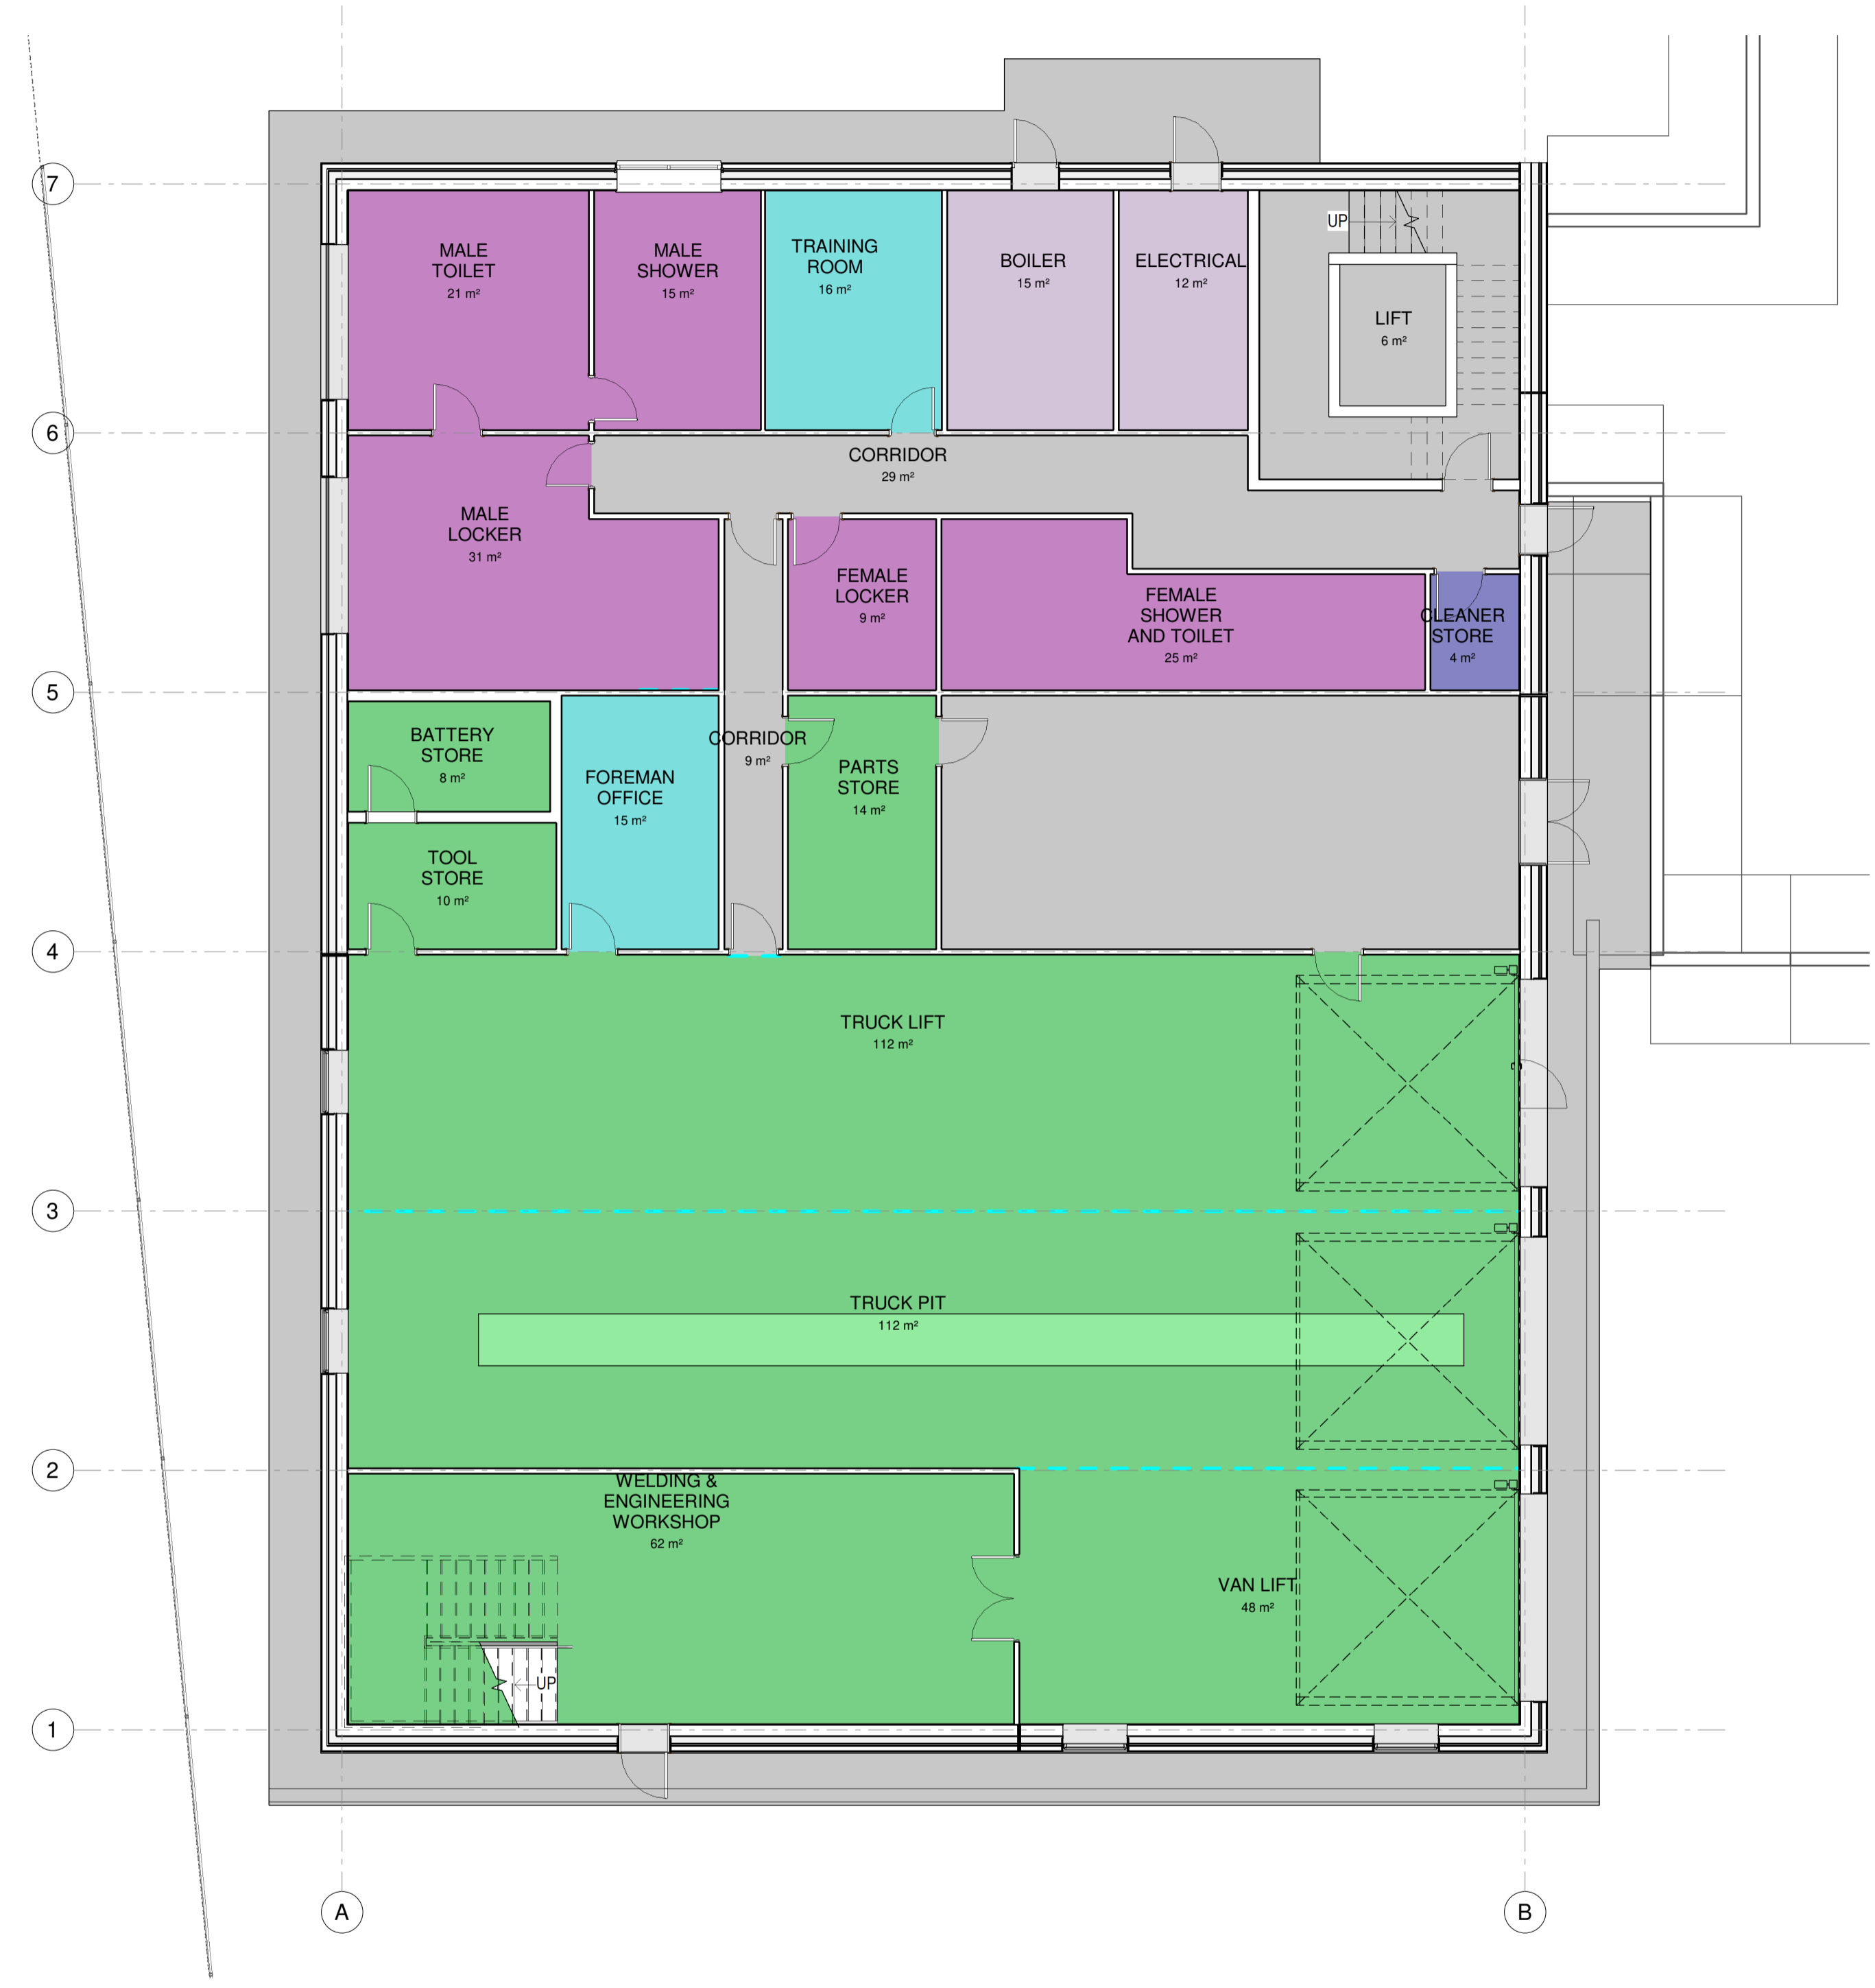 7
MALE
TOILET
21 m²
MALE
SHOWER
15 m²
TRAINING
ROOM
16 m²
BOILER
15 m²
ELECTRICAL
12 m²
UP
LIFT
6 m²
6
CORRIDOR
29 m²
MALE
LOCKER
31 m²
FEMALE
LOCKER
9 m²
FEMALE
SHOWER
AND TOILET
25 m²
CLEANER
STORE
4 m²
5
BATTERY
STORE
8 m²
FOREMAN
OFFICE
15 m²
CORRIDOR
9 m²
PARTS
STORE
14 m²
TOOL
STORE
10 m²
4
TRUCK LIFT
112 m²
3
TRUCK PIT
112 m²
2
WELDING &
ENGINEERING
WORKSHOP
62 m²
VAN LIFT
48 m²
UP
1
A
B